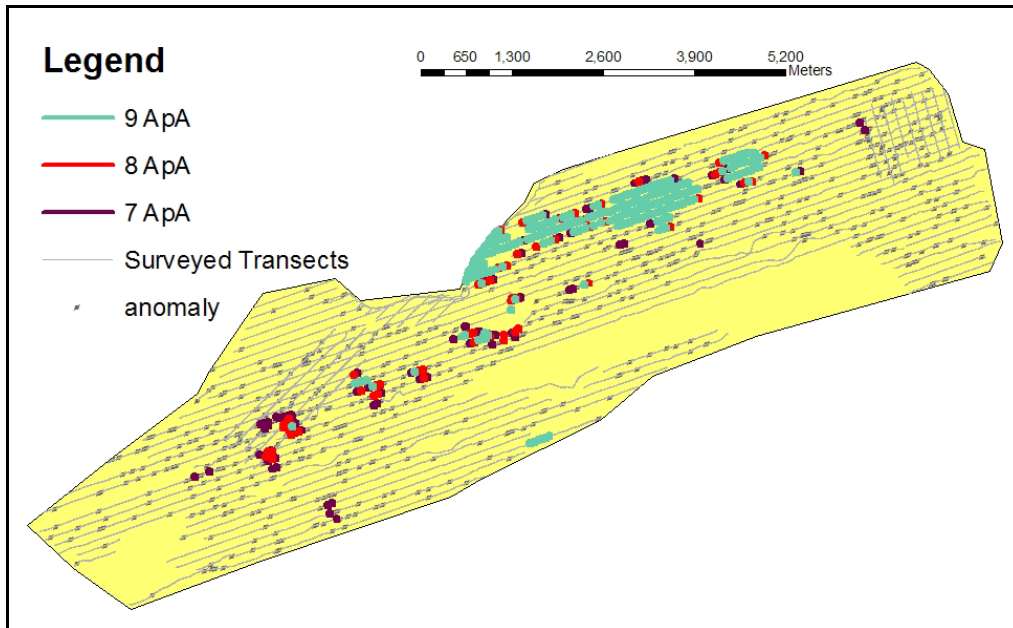 Legend
0 650 1,300 2,600 3,900 5,200
Meters
9 ApA
8 ApA
7 ApA
Surveyed Transects
anomaly